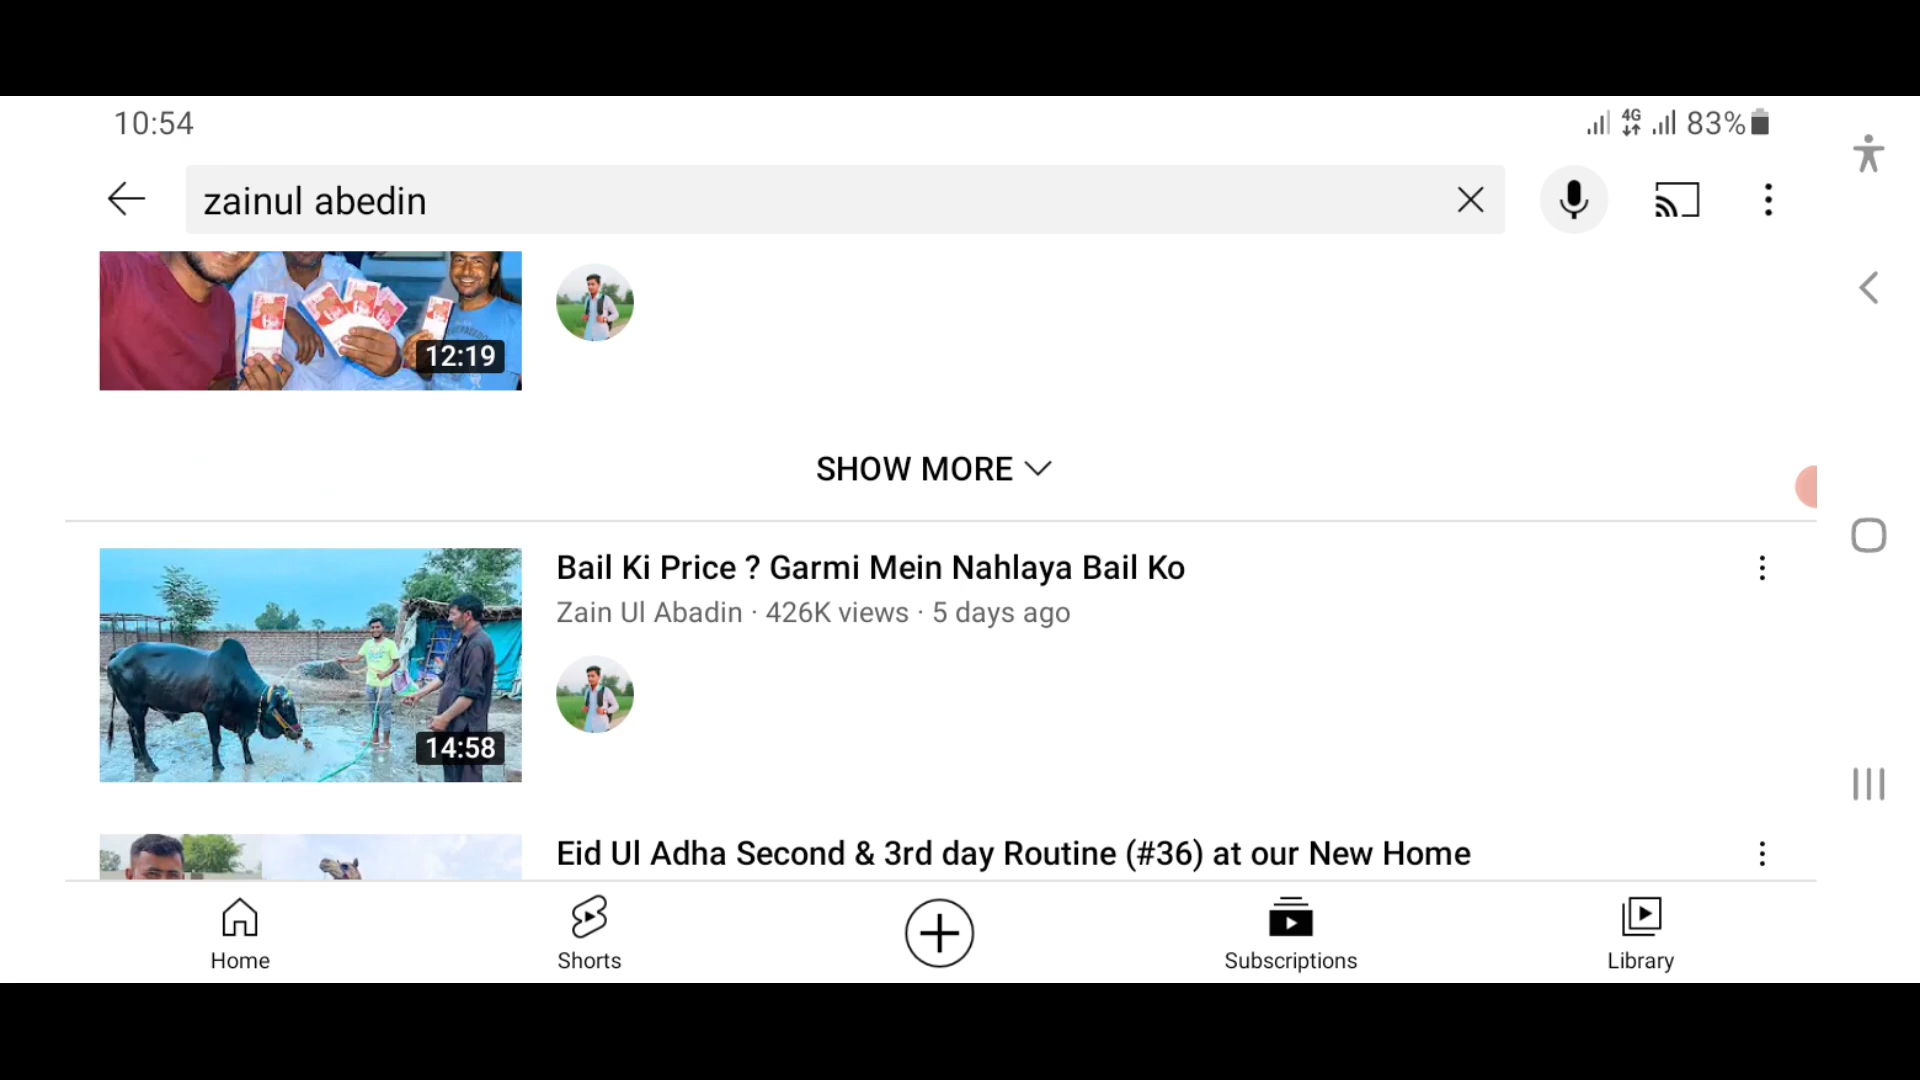 10:54
4G 83%
zainul abedin
12:19
SHOW MORE
Bail Ki Price ? Garmi Mein Nahlaya Bail Ko
Zain Ul Abadin · 426K views · 5 days ago
14:58
Eid Ul Adha Second & 3rd day Routine (#36) at our New Home
Home
Shorts
Subscriptions
Library